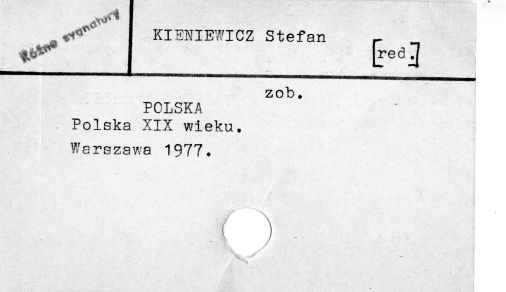 Różne sygnatury
KIENIEWICZ Stefan
[red.]
zob.
POLSKA
Polska XIX wieku.
Warszawa 1977.